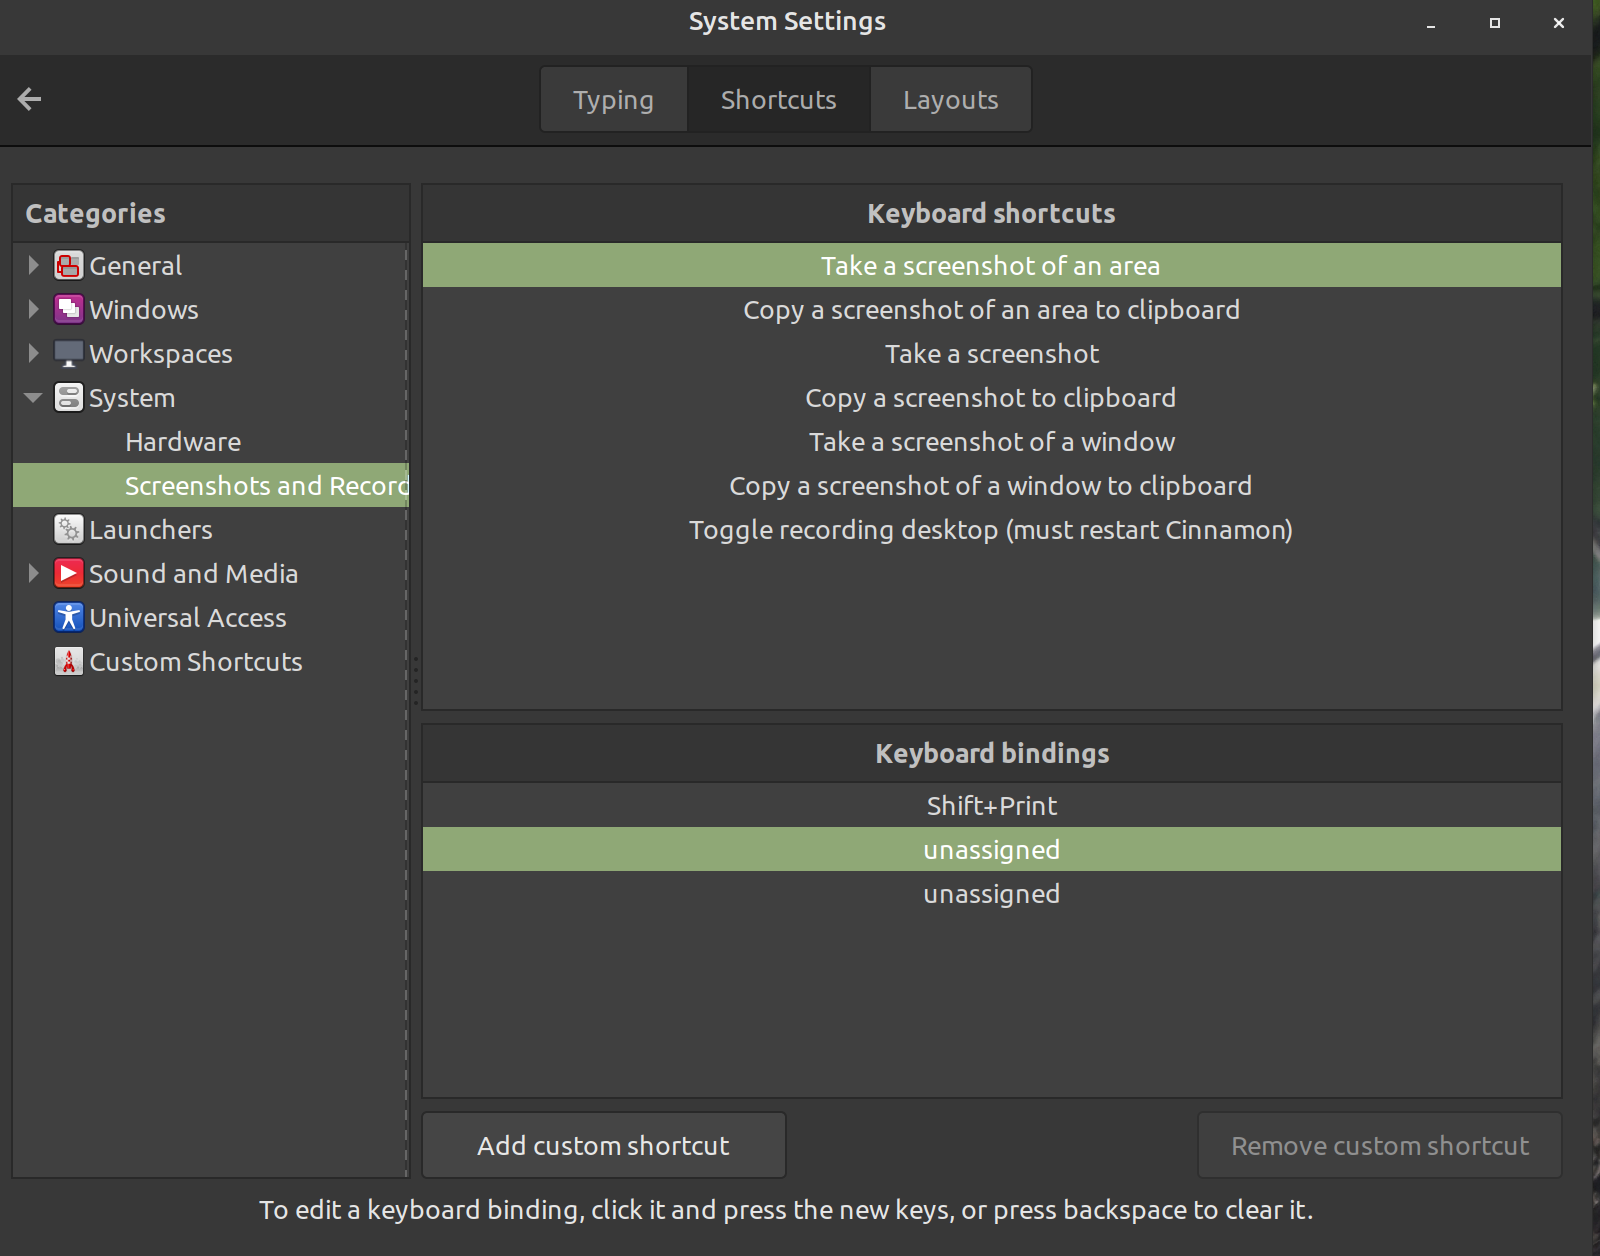 System Settings
Typing
Shortcuts
Layouts
Categories
General
Windows
Workspaces
System
Hardware
Screenshots and Record
Launchers
Sound and Media
Universal Access
Custom Shortcuts
Keyboard shortcuts
Take a screenshot of an area
Copy a screenshot of an area to clipboard
Take a screenshot
Copy a screenshot to clipboard
Take a screenshot of a window
Copy a screenshot of a window to clipboard
Toggle recording desktop (must restart Cinnamon)
Keyboard bindings
Shift+Print
unassigned
unassigned
Add custom shortcut
Remove custom shortcut
To edit a keyboard binding, click it and press the new keys, or press backspace to clear it.